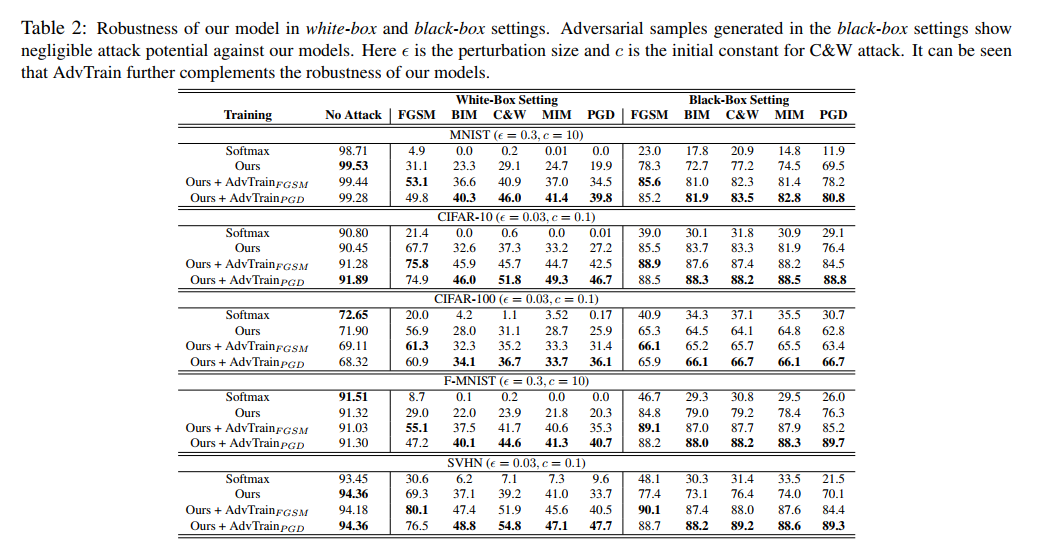 Table 2: Robustness of our model in white-box and black-box settings. Adversarial samples generated in the black-box settings show
negligible attack potential against our models. Here ϵ is the perturbation size and c is the initial constant for C&W attack. It can be seen
that AdvTrain further complements the robustness of our models.
White-Box Setting Black-Box Setting
Training No Attack FGSM BIM C&W MIM PGD FGSM BIM C&W MIM PGD
MNIST (ϵ = 0.3, c = 10)
Softmax 98.71 4.9 0.0 0.2 0.01 0.0 23.0 17.8 20.9 14.8 11.9
Ours 99.53 31.1 23.3 29.1 24.7 19.9 78.3 72.7 77.2 74.5 69.5
Ours + AdvTrainFGSM 99.44 53.1 36.6 40.9 37.0 34.5 85.6 81.0 82.3 81.4 78.2
Ours + AdvTrainPGD 99.28 49.8 40.3 46.0 41.4 39.8 85.2 81.9 83.5 82.8 80.8
CIFAR-10 (ϵ = 0.03, c = 0.1)
Softmax 90.80 21.4 0.0 0.6 0.0 0.01 39.0 30.1 31.8 30.9 29.1
Ours 90.45 67.7 32.6 37.3 33.2 27.2 85.5 83.7 83.3 81.9 76.4
Ours + AdvTrainFGSM 91.28 75.8 45.9 45.7 44.7 42.5 88.9 87.6 87.4 88.2 84.5
Ours + AdvTrainPGD 91.89 74.9 46.0 51.8 49.3 46.7 88.5 88.3 88.2 88.5 88.8
CIFAR-100 (ϵ = 0.03, c = 0.1)
Softmax 72.65 20.0 4.2 1.1 3.52 0.17 40.9 34.3 37.1 35.5 30.7
Ours 71.90 56.9 28.0 31.1 28.7 25.9 65.3 64.5 64.1 64.8 62.8
Ours + AdvTrainFGSM 69.11 61.3 32.3 35.2 33.3 31.4 66.1 65.2 65.7 65.5 63.4
Ours + AdvTrainPGD 68.32 60.9 34.1 36.7 33.7 36.1 65.9 66.1 66.7 66.1 66.7
F-MNIST (ϵ = 0.3, c = 10)
Softmax 91.51 8.7 0.1 0.2 0.0 0.0 46.7 29.3 30.8 29.5 26.0
Ours 91.32 29.0 22.0 23.9 21.8 20.3 84.8 79.0 79.2 78.4 76.3
Ours + AdvTrainFGSM 91.03 55.1 37.5 41.7 40.6 35.3 89.1 87.0 87.7 87.9 85.2
Ours + AdvTrainPGD 91.30 47.2 40.1 44.6 41.3 40.7 88.2 88.0 88.2 88.3 89.7
SVHN (ϵ = 0.03, c = 0.1)
Softmax 93.45 30.6 6.2 7.1 7.3 9.6 48.1 30.3 31.4 33.5 21.5
Ours 94.36 69.3 37.1 39.2 41.0 33.7 77.4 73.1 76.4 74.0 70.1
Ours + AdvTrainFGSM 94.18 80.1 47.4 51.9 45.6 40.5 90.1 87.4 88.0 87.6 84.4
Ours + AdvTrainPGD 94.36 76.5 48.8 54.8 47.1 47.7 88.7 88.2 89.2 88.6 89.3